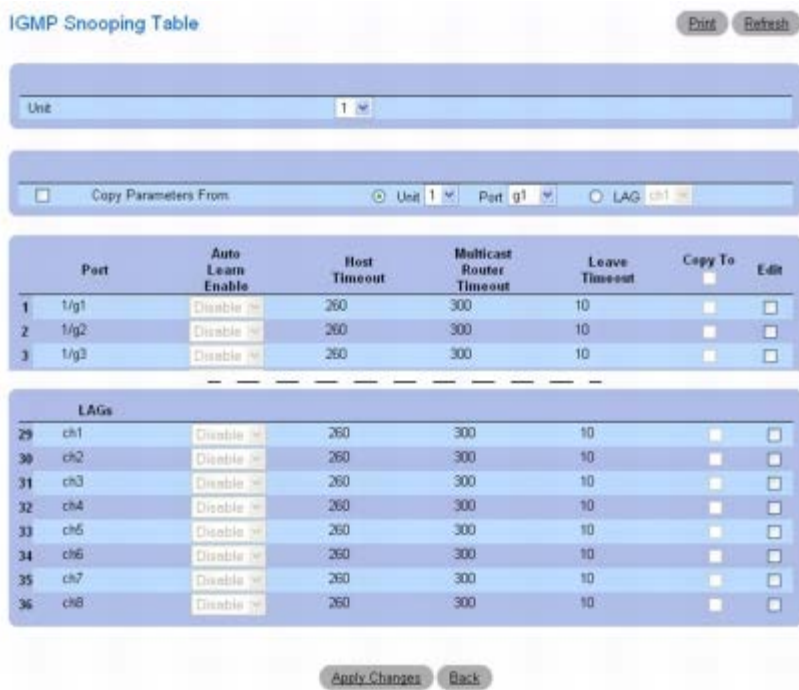 IGMP Snooping Table
Print Refresh
Unit 1
Copy Parameters From Unit 1 Port g1 LAG ch1
Port Auto Learn Enable Host Timeout Multicast Router Timeout Leave Timeout Copy To Edit
1 1/g1 Disable 260 300 10
2 1/g2 Disable 260 300 10
3 1/g3 Disable 260 300 10
LAGs
29 ch1 Disable 260 300 10
30 ch2 Disable 260 300 10
31 ch3 Disable 260 300 10
32 ch4 Disable 260 300 10
33 ch5 Disable 260 300 10
34 ch6 Disable 260 300 10
35 ch7 Disable 260 300 10
36 ch8 Disable 260 300 10
Apply Changes Back